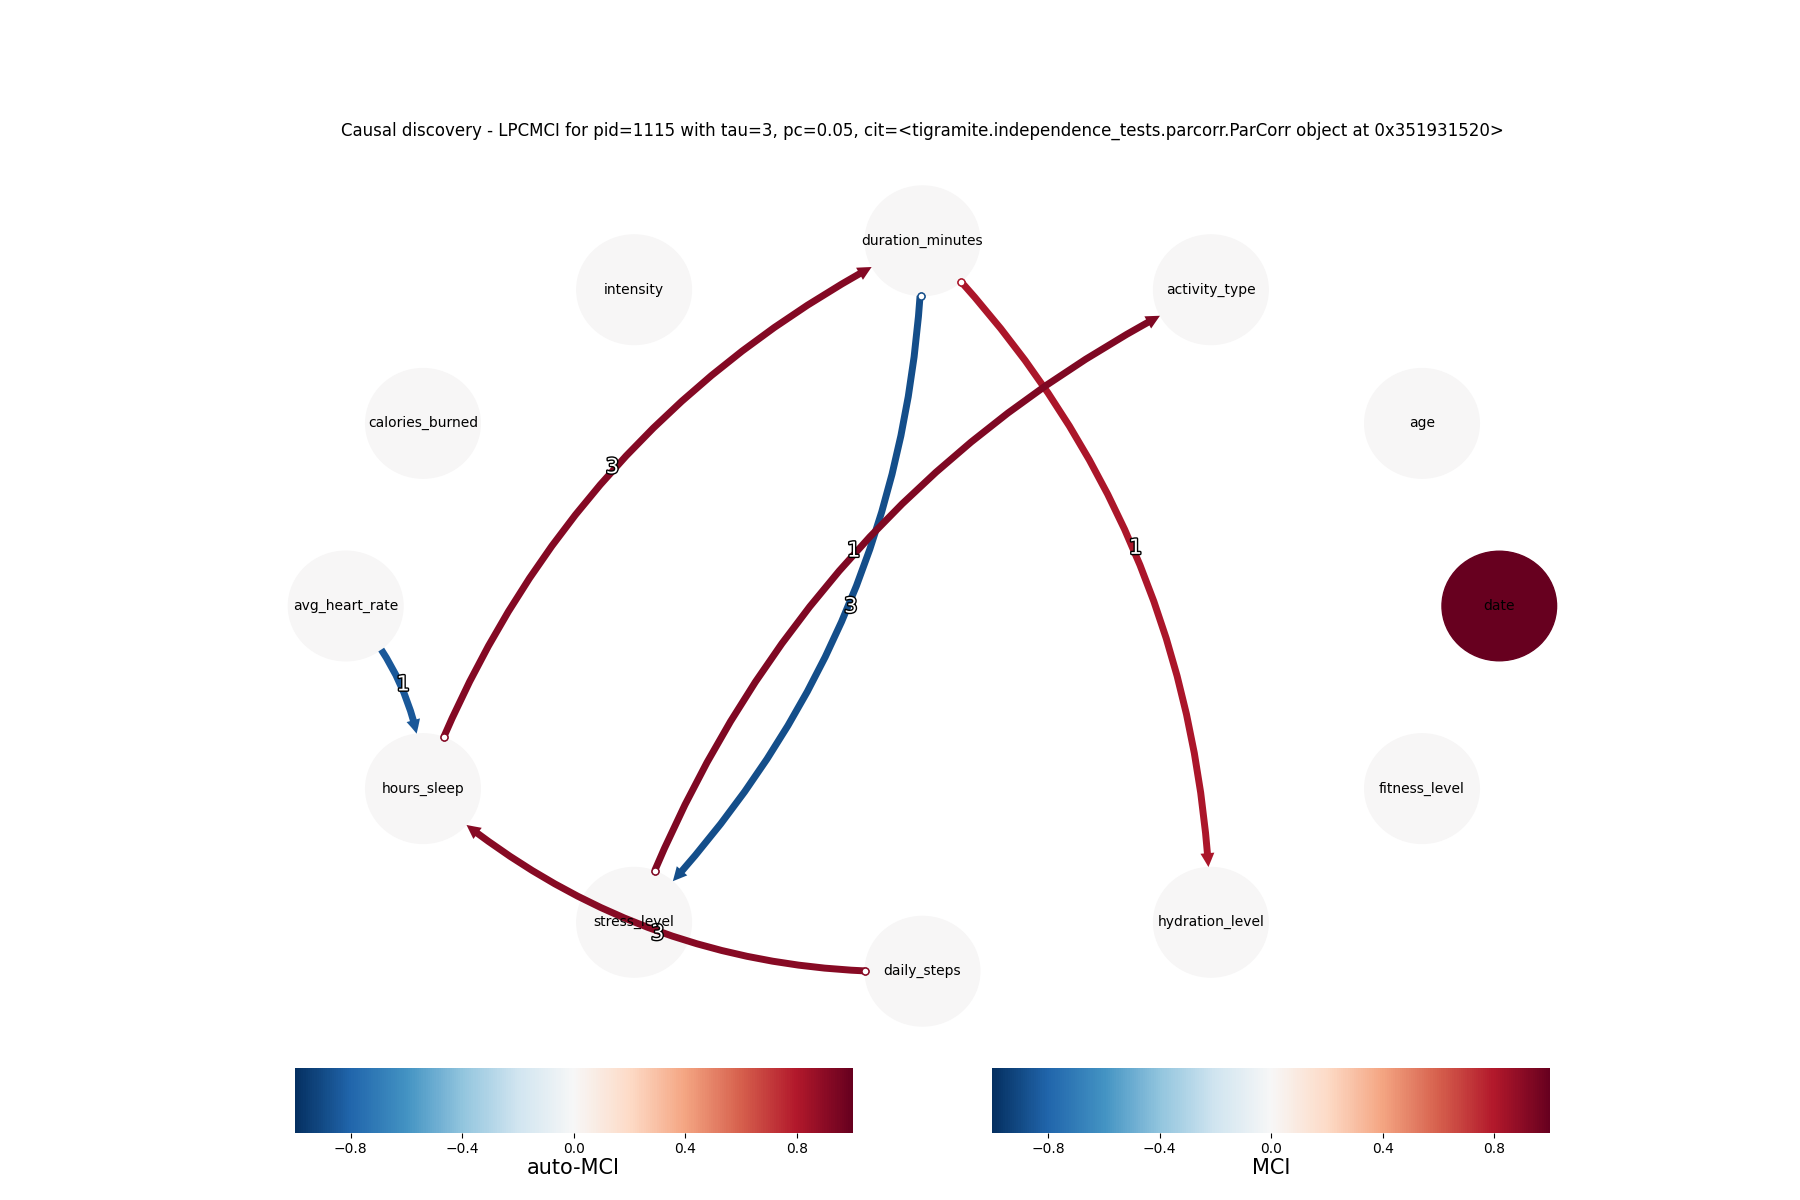 Causal discovery - LPCMCI for pid=1115 with tau=3, pc=0.05, cit=<tigramite.independence_tests.parcorr.ParCorr object at 0x351931520>
duration_minutes
intensity
activity_type
calories_burned
age
3
1
1
avg_heart_rate
3
date
1
hours_sleep
fitness_level
stress_level
hydration_level
3
daily_steps
−0.8 −0.4 0.0 0.4 0.8
auto-MCI
−0.8 −0.4 0.0 0.4 0.8
MCI